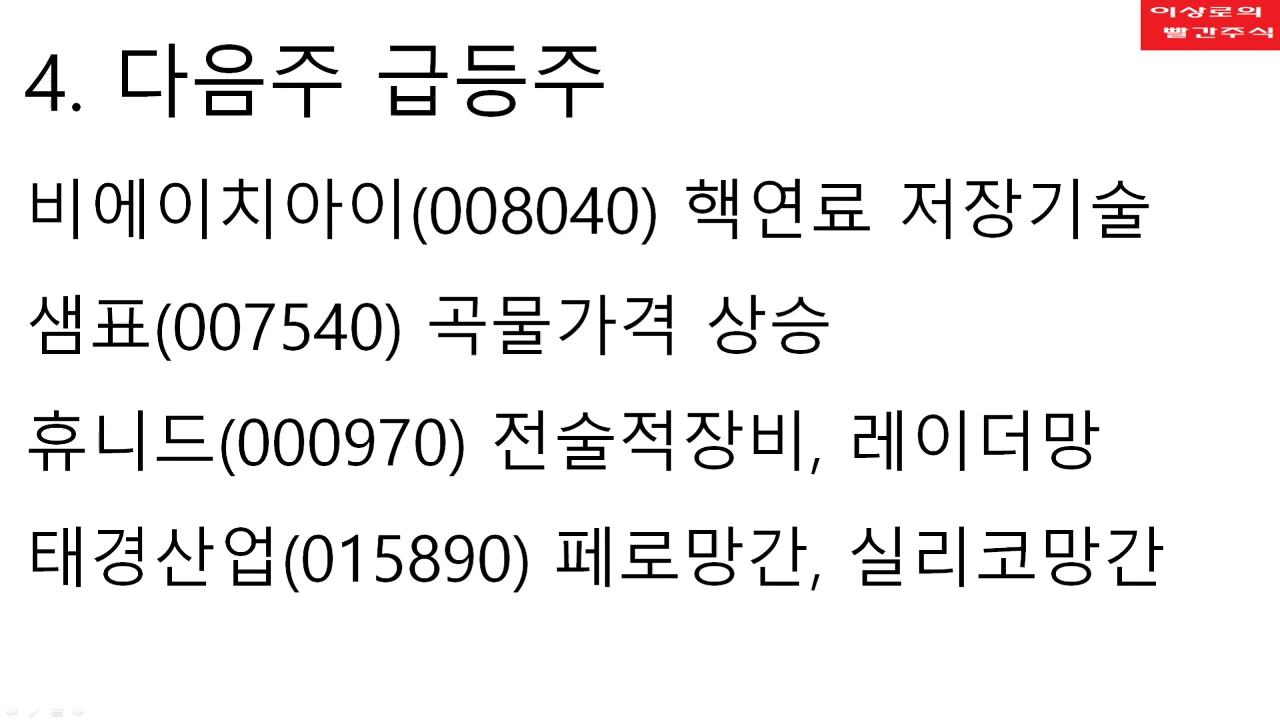 이상로의
빨간주식
4. 다음주 급등주
비에이치아이(008040) 핵연료 저장기술
샘표(007540) 곡물가격 상승
휴니드(000970) 전술적장비, 레이더망
태경산업(015890) 페로망간, 실리코망간